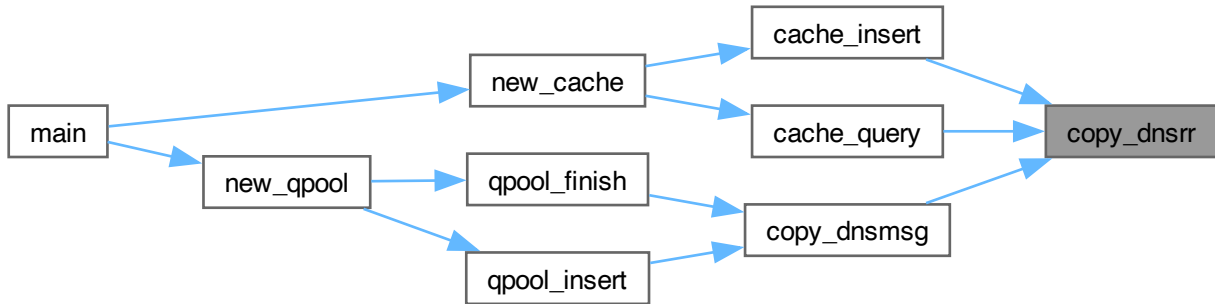 main
new_cache
new_qpool
cache_insert
cache_query
qpool_finish
qpool_insert
copy_dnsmsg
copy_dnsrr